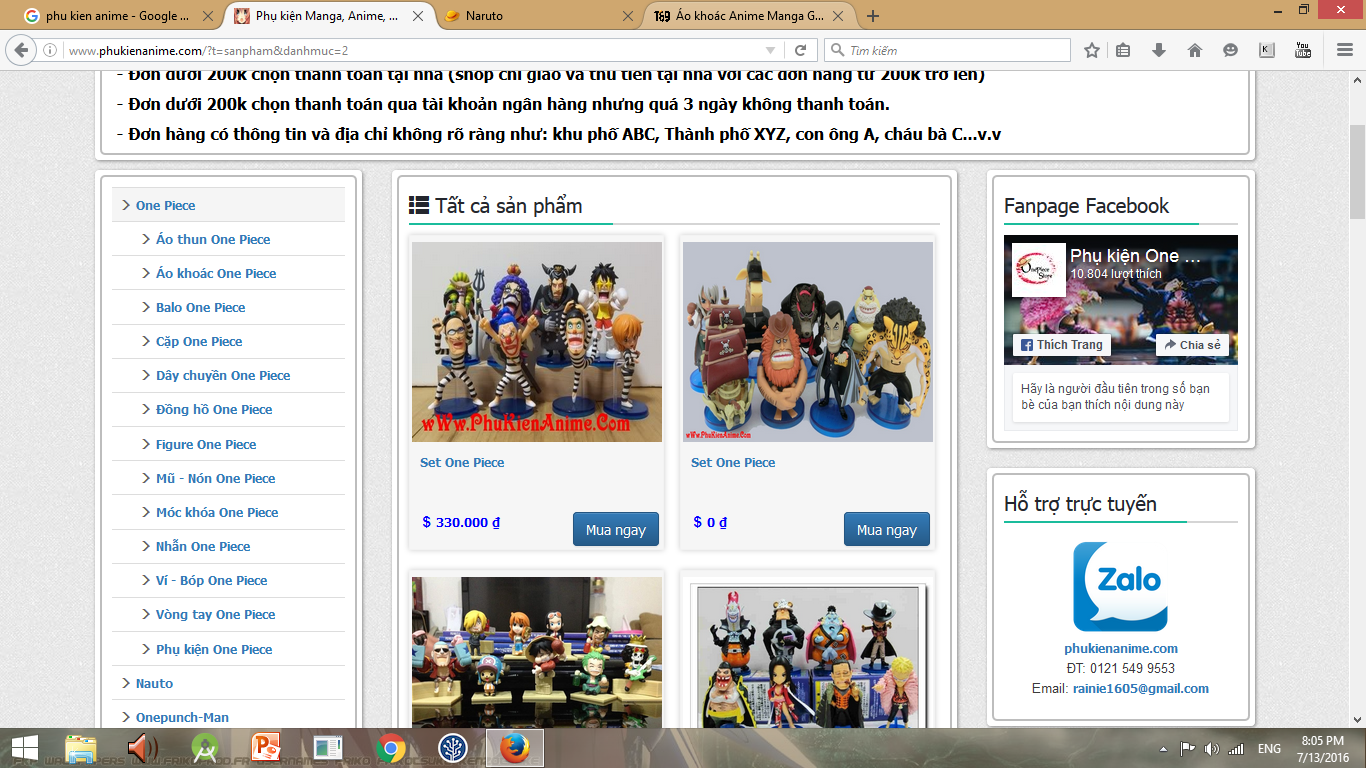 phu kien anime - Google ...
Phụ kiện Manga, Anime, ...
Naruto
Áo khoác Anime Manga G...
www.phukienanime.com/?t=sanpham&danhmuc=2
Tìm kiếm
- Đơn dưới 200k chọn thanh toán tại nhà (shop chỉ giao và thu tiền tại nhà với các đơn hàng từ 200k trở lên)
- Đơn dưới 200k chọn thanh toán qua tài khoản ngân hàng nhưng quá 3 ngày không thanh toán.
- Đơn hàng có thông tin và địa chỉ không rõ ràng như: khu phố ABC, Thành phố XYZ, con ông A, cháu bà C...v.v
One Piece
Áo thun One Piece
Áo khoác One Piece
Balo One Piece
Cặp One Piece
Dây chuyền One Piece
Đồng hồ One Piece
Figure One Piece
Mũ - Nón One Piece
Móc khóa One Piece
Nhẫn One Piece
Ví - Bóp One Piece
Vòng tay One Piece
Phụ kiện One Piece
Nauto
Onepunch-Man
Tất cả sản phẩm
wWw.PhuKienAnime.Com
wWw.PhuKienAnime.Com
Set One Piece
Set One Piece
$ 330.000 ₫
Mua ngay
$ 0 ₫
Mua ngay
Fanpage Facebook
Onepiece Store
Phụ kiện One ...
10.804 lượt thích
Thích Trang
Chia sẻ
Hãy là người đầu tiên trong số bạn
bè của bạn thích nội dung này
Hỗ trợ trực tuyến
Zalo
phukienanime.com
ĐT: 0121 549 9553
Email: rainie1605@gmail.com
ENG
8:05 PM
7/13/2016